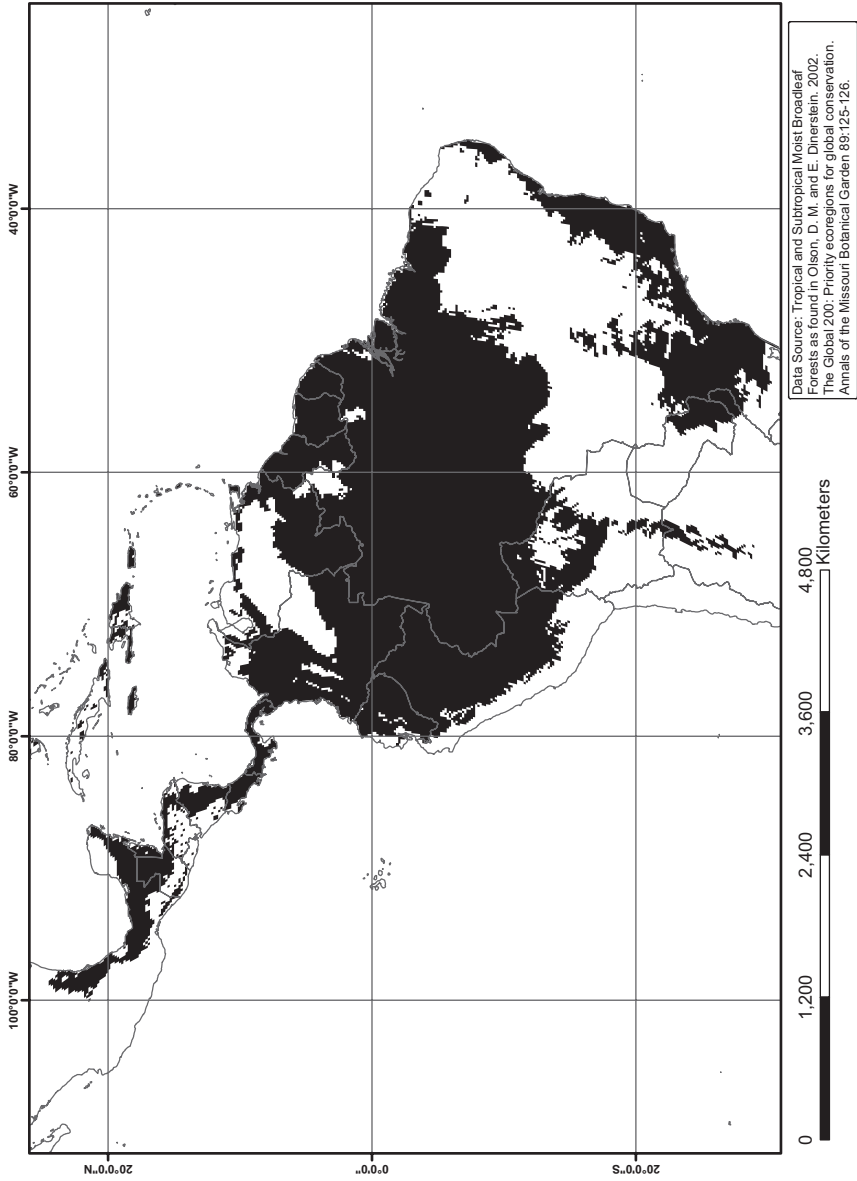 100°0'0"W
80°0'0"W
60°0'0"W
40°0'0"W
20°0'0"N
0°0'0"
20°0'0"S
0 1,200 2,400 3,600 4,800
Kilometers
Data Source: Tropical and Subtropical Moist Broadleaf
Forests as found in Olson, D. M. and E. Dinerstein. 2002.
The Global 200: Priority ecoregions for global conservation.
Annals of the Missouri Botanical Garden 89:125-126.